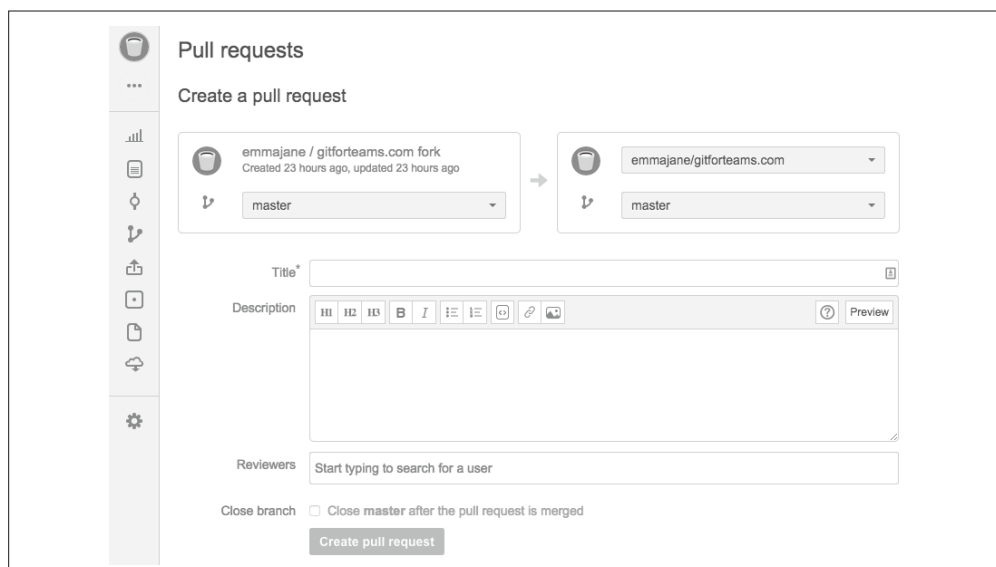 Pull requests
Create a pull request
emmajane / gitforteams.com fork
Created 23 hours ago, updated 23 hours ago
master
emmajane/gitforteams.com
master
Title*
Description
H1 H2 H3 B I Preview
Reviewers
Start typing to search for a user
Close branch
Close master after the pull request is merged
Create pull request